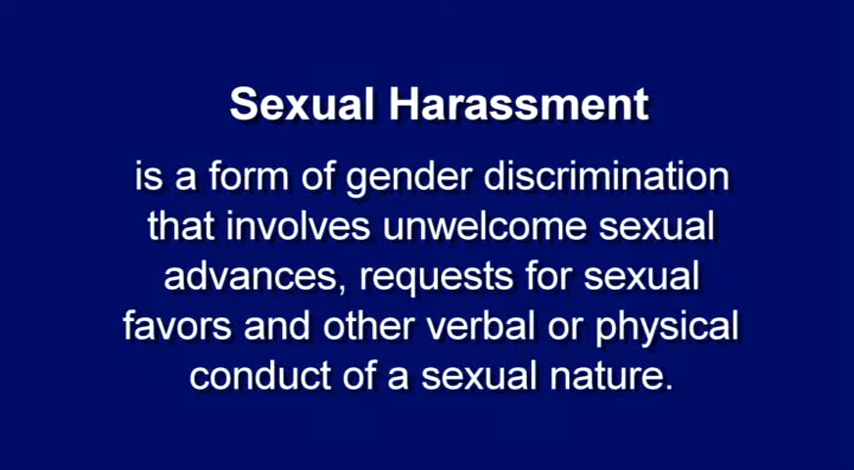 Sexual Harassment
is a form of gender discrimination
that involves unwelcome sexual
advances, requests for sexual
favors and other verbal or physical
conduct of a sexual nature.